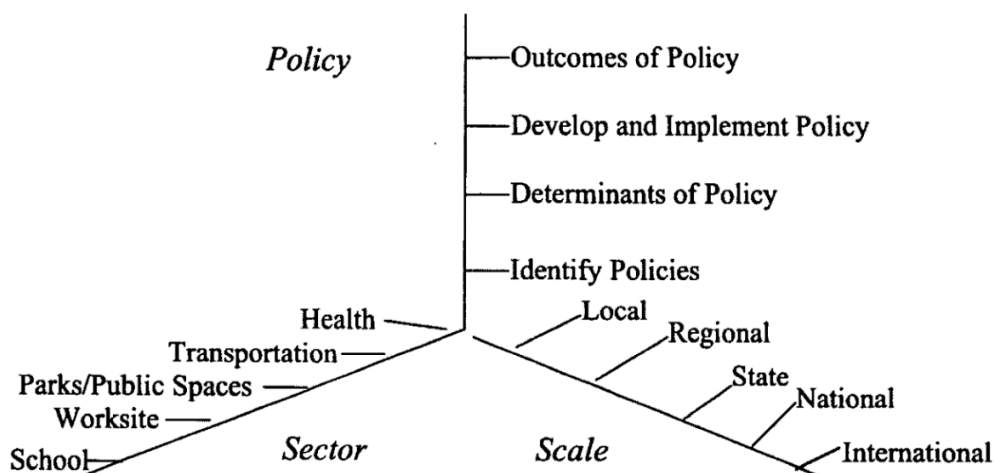 Policy
Outcomes of Policy
Develop and Implement Policy
Determinants of Policy
Identify Policies
Health
Transportation
Parks/Public Spaces
Worksite
School
Sector
Local
Regional
State
National
International
Scale